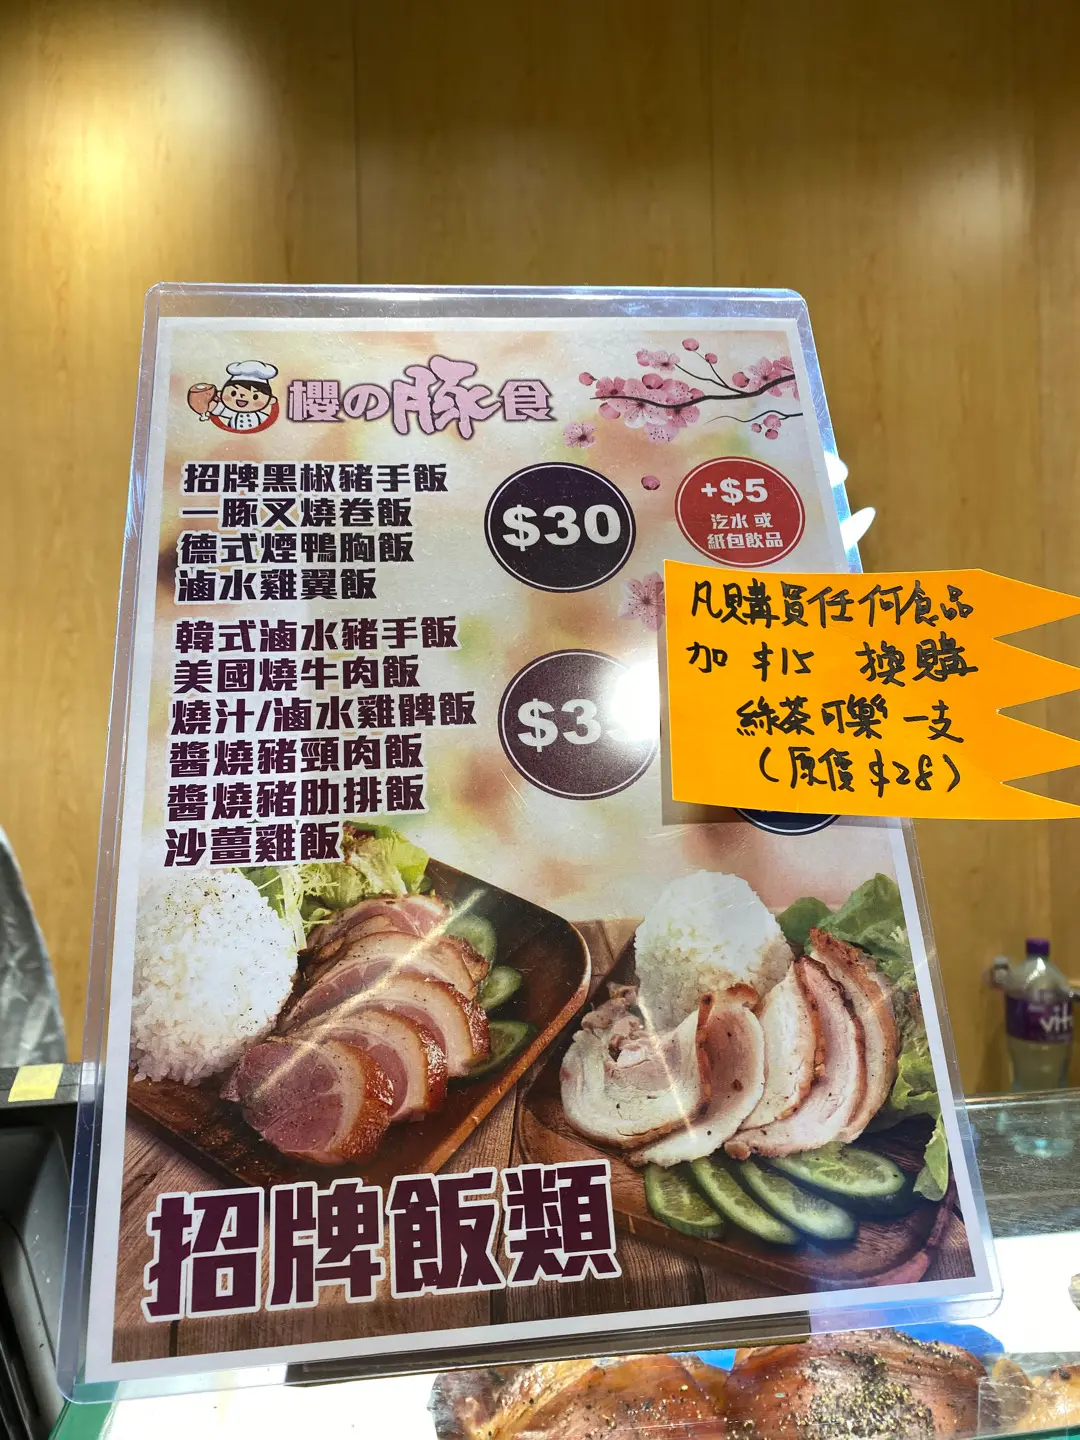 櫻の豚食
招牌黑椒豬手飯
一豚叉燒卷飯
德式煙鴨胸飯
滷水雞翼飯
$30
+$5
汽水 或
紙包飲品
韓式滷水豬手飯
美國燒牛肉飯
燒汁/滷水雞髀飯
醬燒豬頸肉飯
醬燒豬肋排飯
沙薑雞飯
凡購買任何食品
加 $15 換購
綠茶可樂 一支
(原價 $28)
招牌飯類